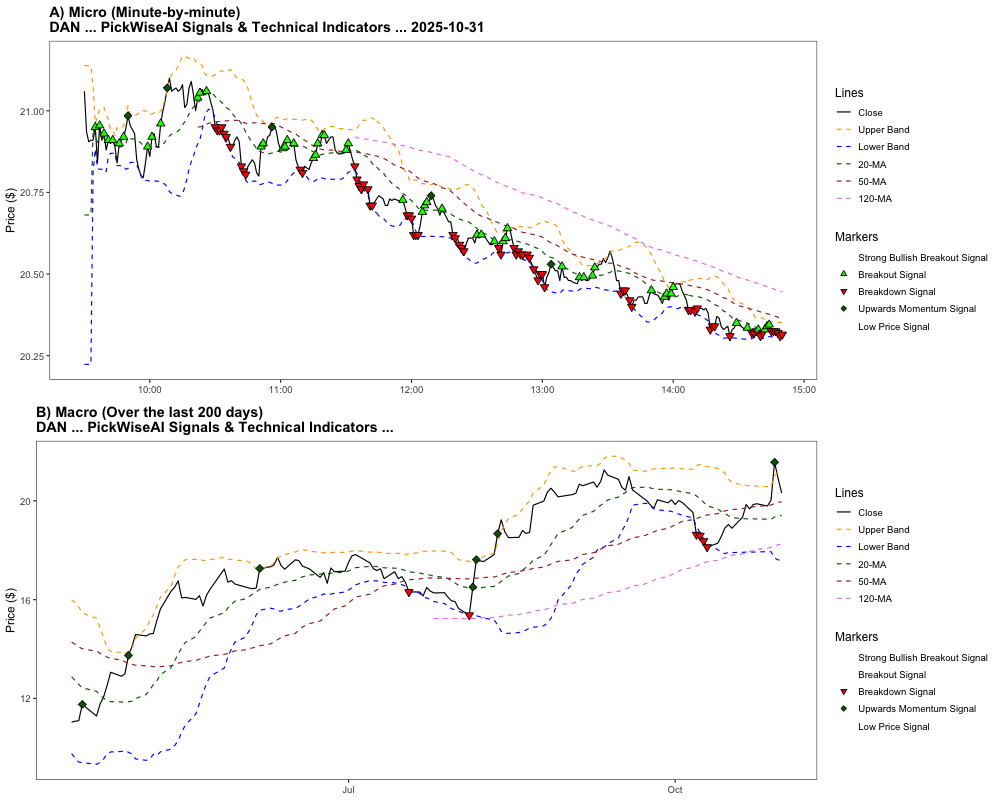 A) Micro (Minute-by-minute)
DAN ... PickWiseAI Signals & Technical Indicators ... 2025-10-31
Price ($)
21.00
20.75
20.50
20.25
10:00
11:00
12:00
13:00
14:00
15:00
Lines
Close
Upper Band
Lower Band
20-MA
50-MA
120-MA
Markers
Strong Bullish Breakout Signal
Breakout Signal
Breakdown Signal
Upwards Momentum Signal
Low Price Signal
B) Macro (Over the last 200 days)
DAN ... PickWiseAI Signals & Technical Indicators ...
Price ($)
20
16
12
Jul
Oct
Lines
Close
Upper Band
Lower Band
20-MA
50-MA
120-MA
Markers
Strong Bullish Breakout Signal
Breakout Signal
Breakdown Signal
Upwards Momentum Signal
Low Price Signal